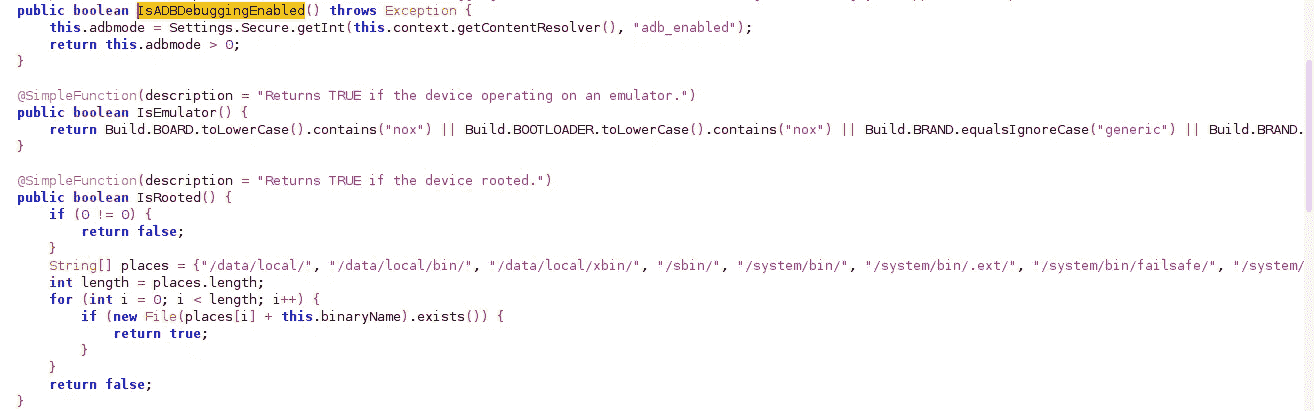 public boolean IsADBDebuggingEnabled() throws Exception {
this.adbmode = Settings.Secure.getInt(this.context.getContentResolver(), "adb_enabled");
return this.adbmode > 0;
}
@SimpleFunction(description = "Returns TRUE if the device operating on an emulator.")
public boolean IsEmulator() {
return Build.BOARD.toLowerCase().contains("nox") || Build.BOOTLOADER.toLowerCase().contains("nox") || Build.BRAND.equalsIgnoreCase("generic") || Build.BRAND.
}
@SimpleFunction(description = "Returns TRUE if the device rooted.")
public boolean IsRooted() {
if (0 != 0) {
return false;
}
String[] places = {"/data/local/", "/data/local/bin/", "/data/local/xbin/", "/sbin/", "/system/bin/", "/system/bin/.ext/", "/system/bin/failsafe/", "/system/
int length = places.length;
for (int i = 0; i < length; i++) {
if (new File(places[i] + this.binaryName).exists()) {
return true;
}
}
return false;
}